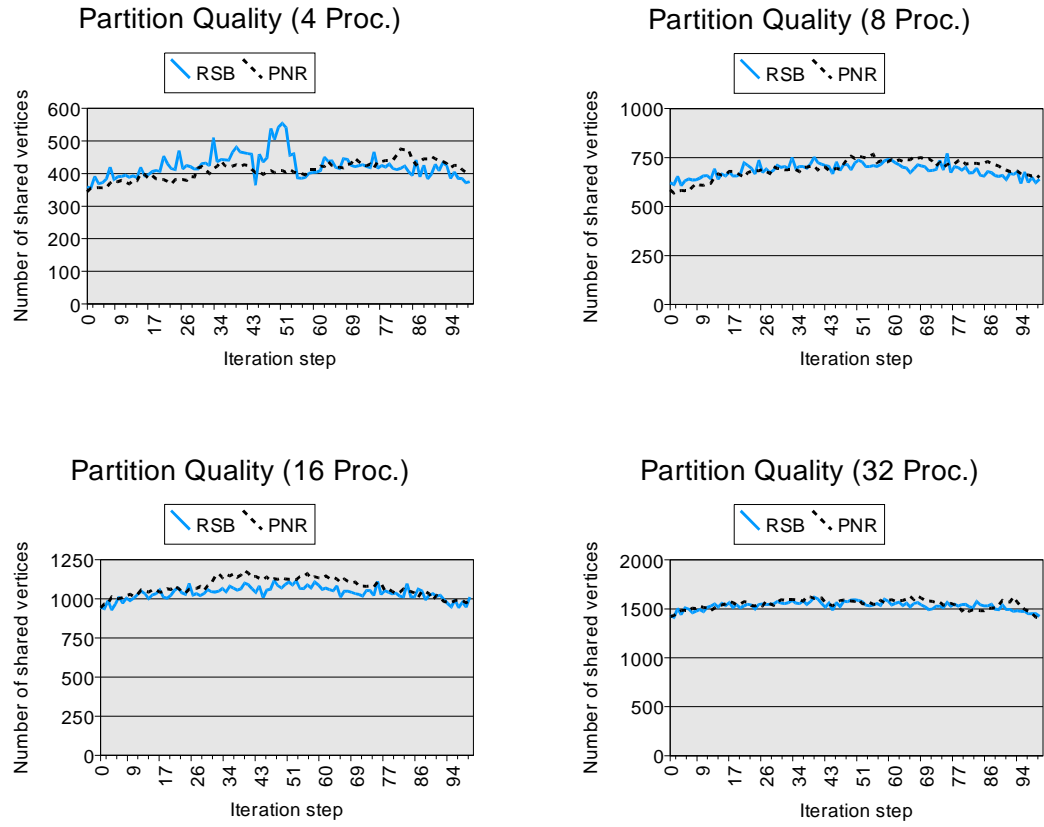 Partition Quality (4 Proc.)
RSB PNR
Number of shared vertices
600
500
400
300
200
100
0
0 9 17 26 34 43 51 60 69 77 86 94
Iteration step
Partition Quality (8 Proc.)
RSB PNR
Number of shared vertices
1000
750
500
250
0
0 9 17 26 34 43 51 60 69 77 86 94
Iteration step
Partition Quality (16 Proc.)
RSB PNR
Number of shared vertices
1250
1000
750
500
250
0
0 9 17 26 34 43 51 60 69 77 86 94
Iteration step
Partition Quality (32 Proc.)
RSB PNR
Number of shared vertices
2000
1500
1000
500
0
0 9 17 26 34 43 51 60 69 77 86 94
Iteration step